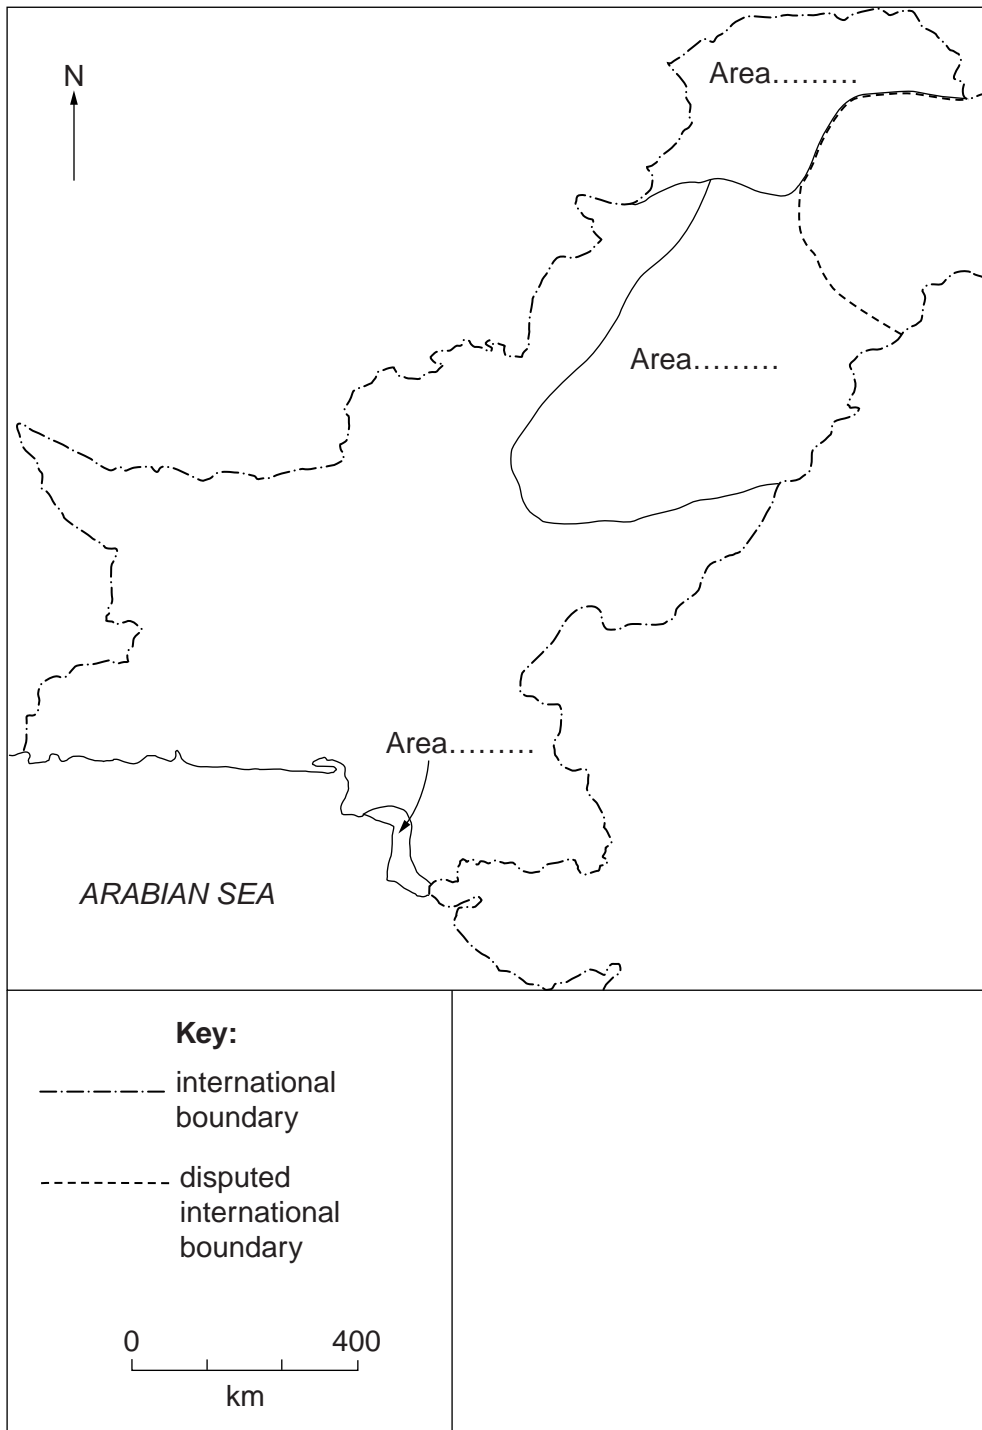 N
Area.........
Area.........
Area.........
ARABIAN SEA
Key:
international
boundary
disputed
international
boundary
0 400
km